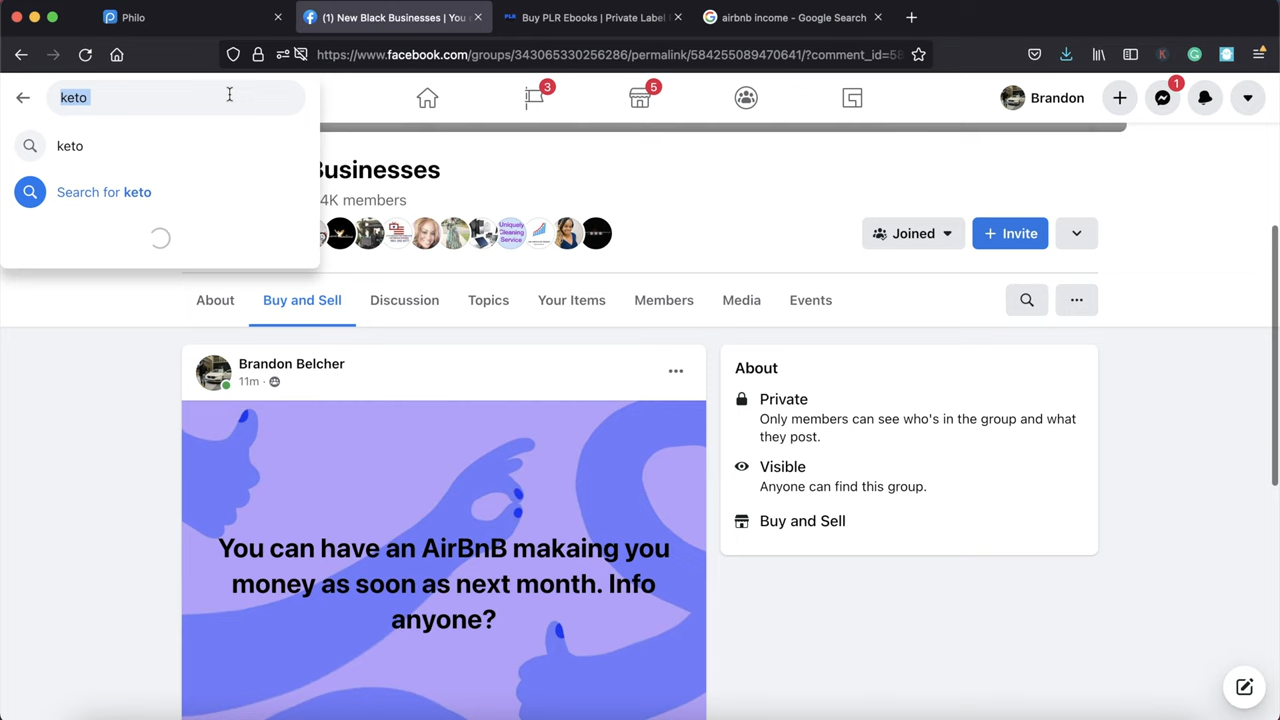 Philo
(1) New Black Businesses | You
Buy PLR Ebooks | Private Label
airbnb income - Google Search
https://www.facebook.com/groups/343065330256286/permalink/584255089470641/?comment_id=58
keto
3
5
Brandon
1
keto
Search for keto
Businesses
4K members
Uniquely Cleaning Service
Joined
Invite
About
Buy and Sell
Discussion
Topics
Your Items
Members
Media
Events
Brandon Belcher
11m ·
You can have an AirBnB makaing you
money as soon as next month. Info
anyone?
About
Private
Only members can see who's in the group and what
they post.
Visible
Anyone can find this group.
Buy and Sell